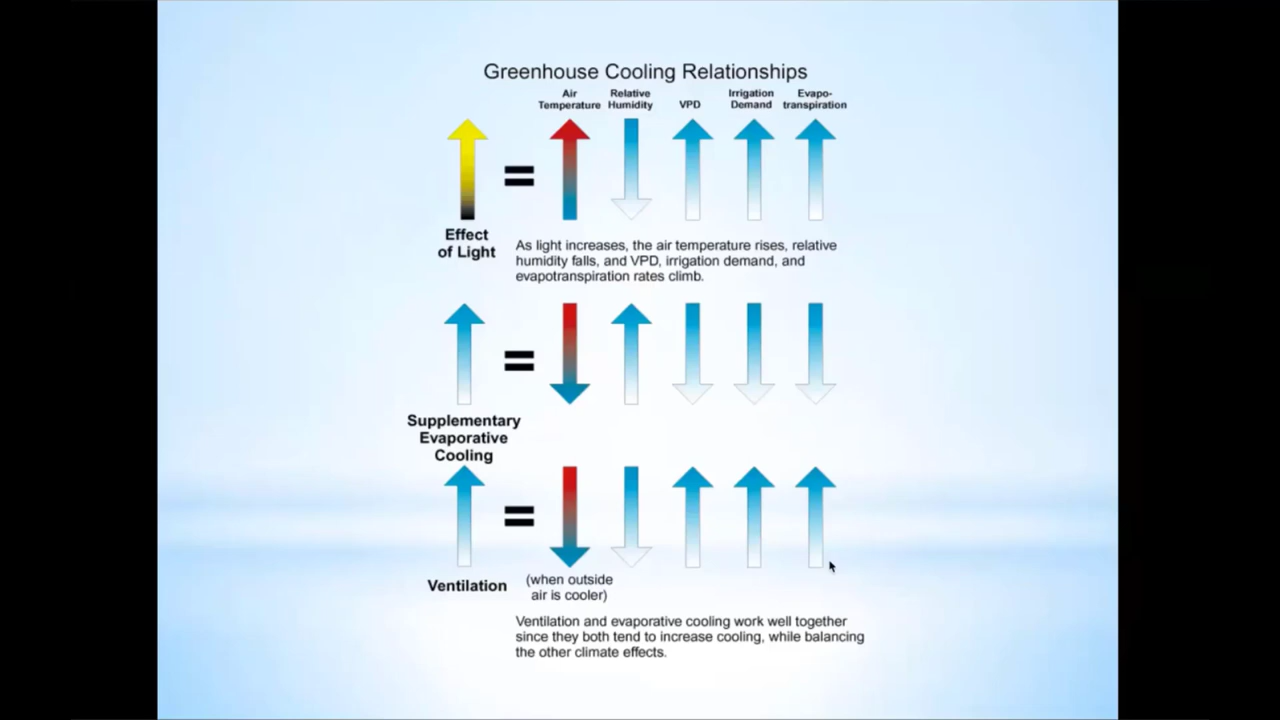 Greenhouse Cooling Relationships
Air Temperature
Relative Humidity
VPD
Irrigation Demand
Evapo-transpiration
=
Effect
of Light
As light increases, the air temperature rises, relative
humidity falls, and VPD, irrigation demand, and
evapotranspiration rates climb.
=
Supplementary
Evaporative
Cooling
=
Ventilation
(when outside
air is cooler)
Ventilation and evaporative cooling work well together
since they both tend to increase cooling, while balancing
the other climate effects.